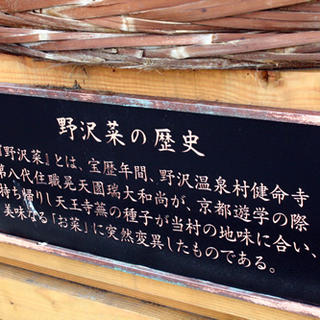 野沢菜の歴史
『野沢菜』とは、宝暦年間、野沢温泉村健命寺
第八代住職晃天園瑞大和尚が、京都遊学の際
持ち帰りし天王寺蕪の種子が当村の地味に合い、
美味なる「お菜」に突然変異したものである。